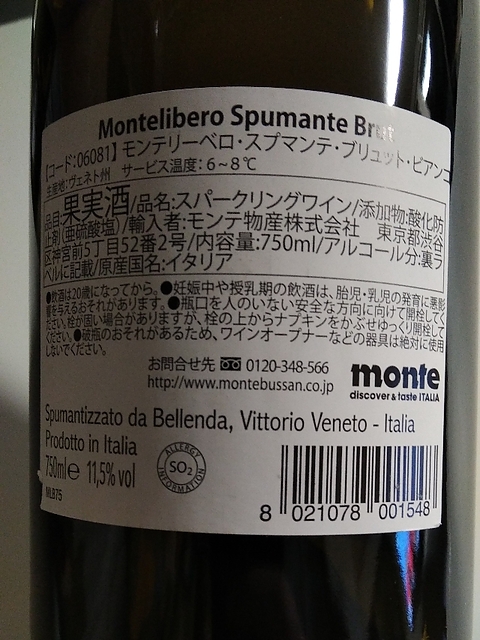 Montelibero Spumante Brut
【コード:06081】モンテリーベロ・スプマンテ・ブリュット・ビアンコ
生産地:ヴェネト州 サービス温度:6~8℃
品目:果実酒/品名:スパークリングワイン/添加物:酸化防
止剤(亜硫酸塩)/輸入者:モンテ物産株式会社 東京都渋谷
区神宮前5丁目52番2号/内容量:750ml/アルコール分:裏ラ
ベルに記載/原産国名:イタリア
●飲酒は20歳になってから。●妊娠中や授乳期の飲酒は、胎児・乳児の発育に悪影
響を与えるおそれがあります。●瓶口を人のいない安全な方向に向けて開栓してく
ださい。栓が固い場合がありますが、栓の上からナプキンをかぶせゆっくり開栓して
ください。●破瓶のおそれがあるため、ワインオープナーなどの器具は絶対に使用
しないでください。
お問合せ先 0120-348-566
http://www.montebussan.co.jp
monte
discover & taste ITALIA
Spumantizzato da Bellenda, Vittorio Veneto - Italia
Prodotto in Italia
750ml e 11,5% vol
ALLERGY
SO2
INFORMATION
MLB75
8 021078 001548